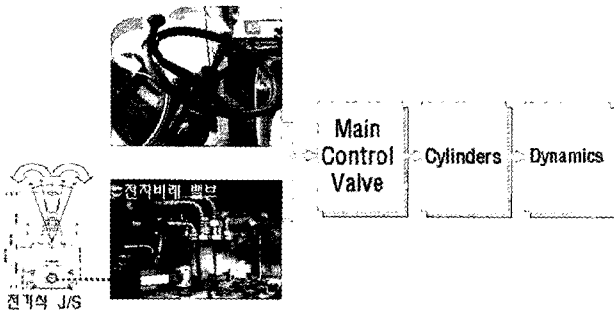 Main
Control
Valve
Cylinders
Dynamics
전자비례 밸브
전기식 J/S